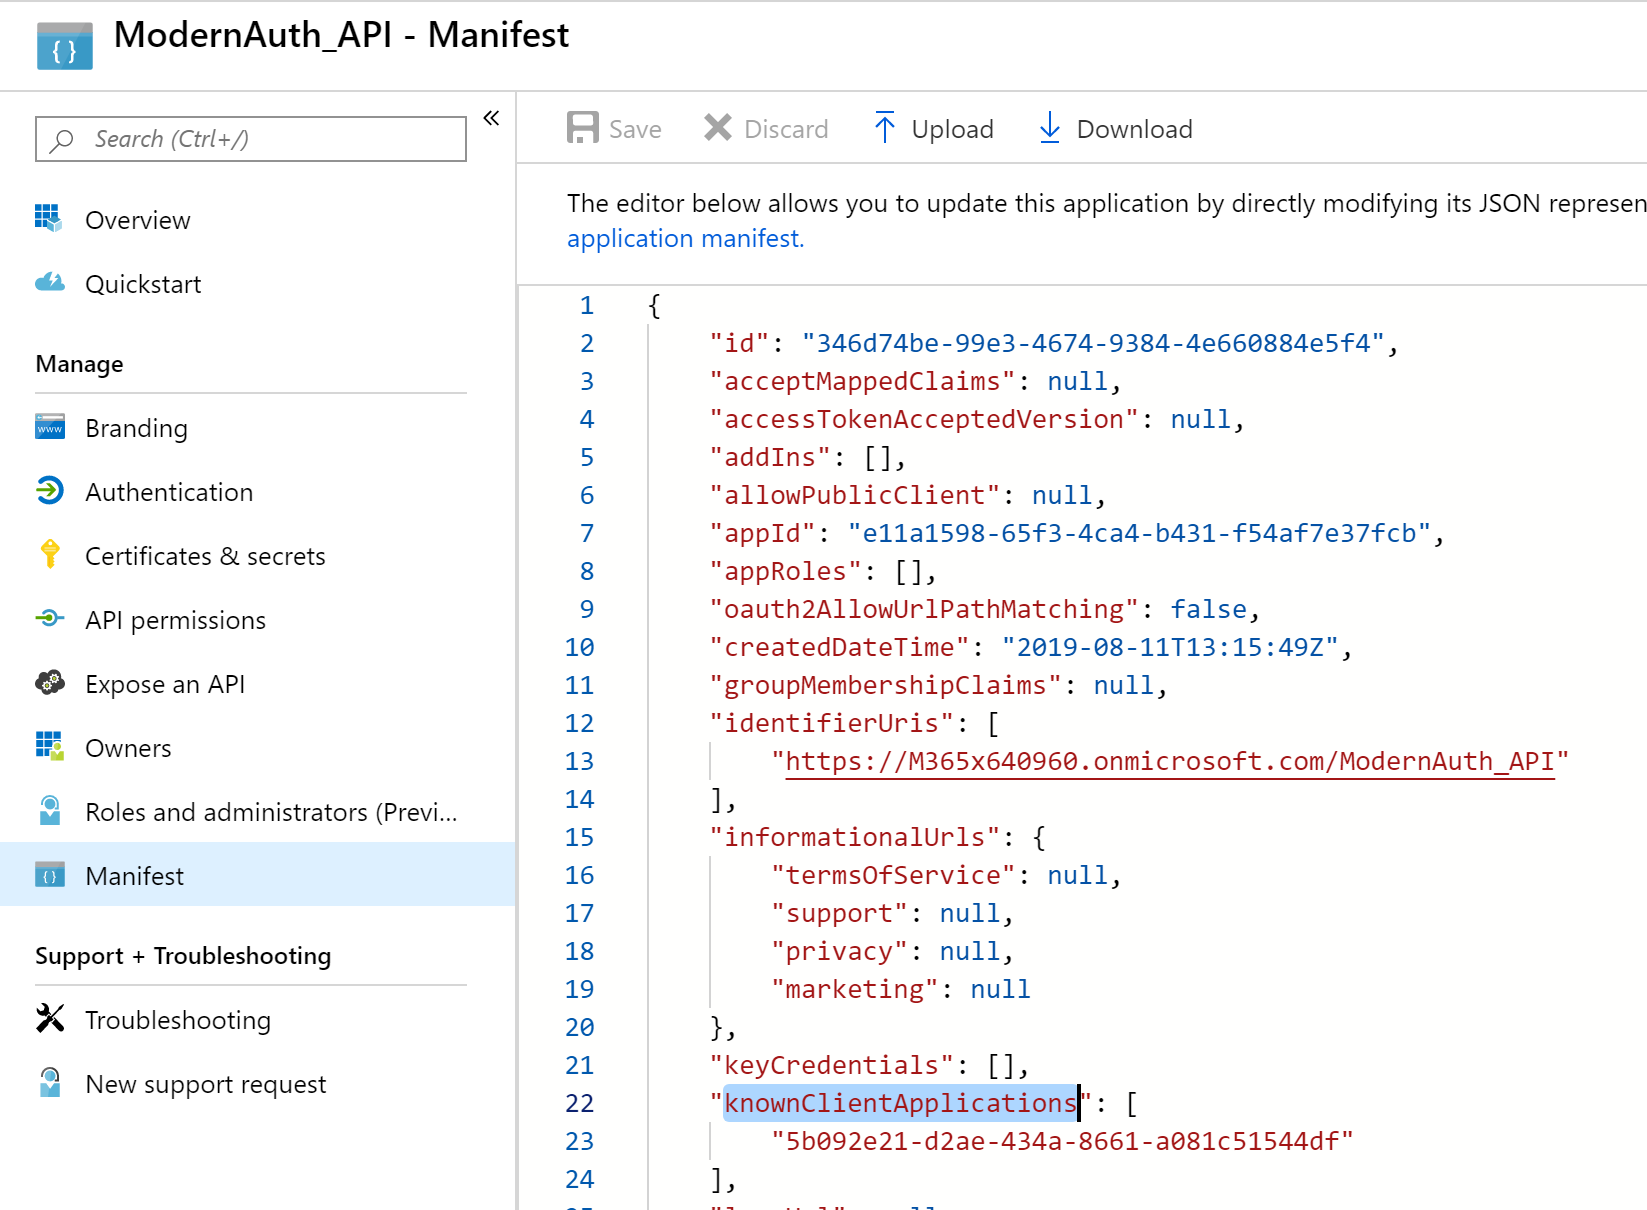 ModernAuth_API - Manifest
«
Search (Ctrl+/)
Overview
Quickstart
Manage
Branding
Authentication
Certificates & secrets
API permissions
Expose an API
Owners
Roles and administrators (Previ...
Manifest
Support + Troubleshooting
Troubleshooting
New support request
Save Discard Upload Download
The editor below allows you to update this application by directly modifying its JSON represen
application manifest.
1 {
2 "id": "346d74be-99e3-4674-9384-4e660884e5f4",
3 "acceptMappedClaims": null,
4 "accessTokenAcceptedVersion": null,
5 "addIns": [],
6 "allowPublicClient": null,
7 "appId": "e11a1598-65f3-4ca4-b431-f54af7e37fcb",
8 "appRoles": [],
9 "oauth2AllowUrlPathMatching": false,
10 "createdDateTime": "2019-08-11T13:15:49Z",
11 "groupMembershipClaims": null,
12 "identifierUris": [
13 "https://M365x640960.onmicrosoft.com/ModernAuth_API"
14 ],
15 "informationalUrls": {
16 "termsOfService": null,
17 "support": null,
18 "privacy": null,
19 "marketing": null
20 },
21 "keyCredentials": [],
22 "knownClientApplications": [
23 "5b092e21-d2ae-434a-8661-a081c51544df"
24 ],